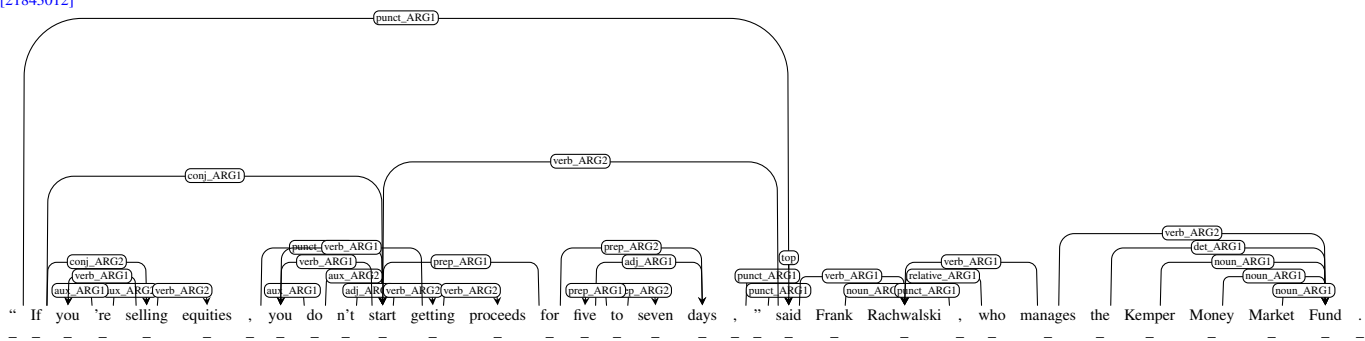 [21845012]
punct_ARG1
verb_ARG2
conj_ARG1
verb_ARG2
verb_ARG1 det_ARG1
conj_ARG2 verb_ARG1 prep_ARG1 prep_ARG2 adj_ARG1 top verb_ARG1 noun_ARG1
verb_ARG1 aux_ARG2 punct_ARG1 verb_ARG1 relative_ARG1 noun_ARG1
aux_ARG1 verb_ARG2 aux_ARG1 verb_ARG2 verb_ARG2 prep_ARG1 punct_ARG1 punct_ARG1 noun_ARG1
“ If you 're selling equities , you do n't start getting proceeds for five to seven days , ” said Frank Rachwalski , who manages the Kemper Money Market Fund .